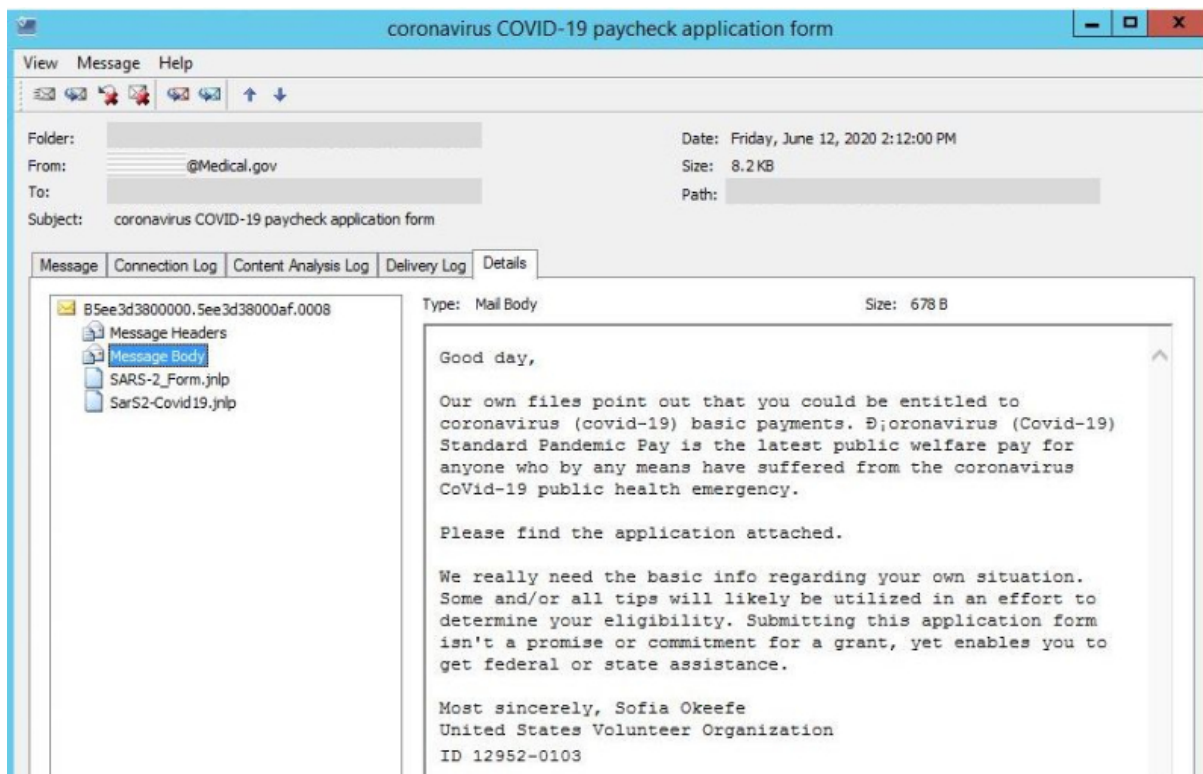 coronavirus COVID-19 paycheck application form
View Message Help
Folder:
Date: Friday, June 12, 2020 2:12:00 PM
From: @Medical.gov
Size: 8.2 KB
To:
Path:
Subject: coronavirus COVID-19 paycheck application form
Message Connection Log Content Analysis Log Delivery Log Details
B5ee3d3800000.5ee3d38000af.0008
Message Headers
Message Body
SARS-2_Form.jnlp
SarS2-Covid19.jnlp
Type: Mail Body Size: 678 B
Good day,
Our own files point out that you could be entitled to
coronavirus (covid-19) basic payments. Ð¡oronavirus (Covid-19)
Standard Pandemic Pay is the latest public welfare pay for
anyone who by any means have suffered from the coronavirus
CoVid-19 public health emergency.
Please find the application attached.
We really need the basic info regarding your own situation.
Some and/or all tips will likely be utilized in an effort to
determine your eligibility. Submitting this application form
isn't a promise or commitment for a grant, yet enables you to
get federal or state assistance.
Most sincerely, Sofia Okeefe
United States Volunteer Organization
ID 12952-0103